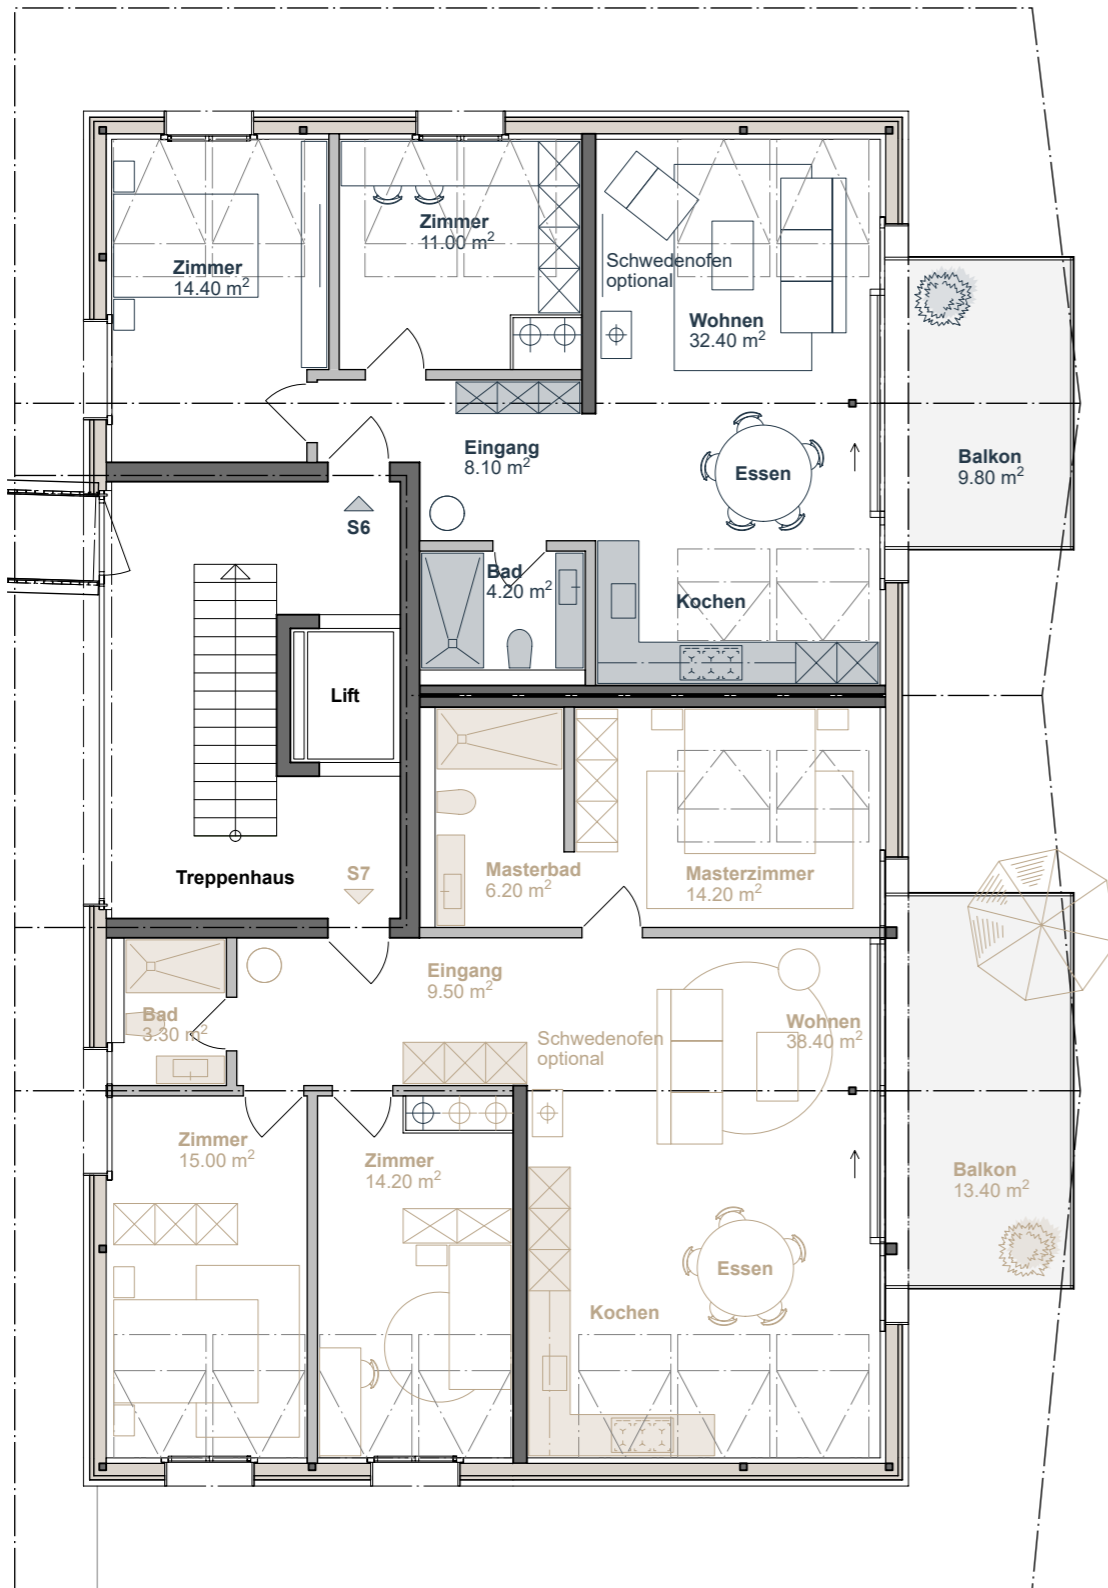 Zimmer
11.00 m²
Zimmer
14.40 m²
Schwedenofen
optional
Wohnen
32.40 m²
Eingang
8.10 m²
Essen
Balkon
9.80 m²
S6
Bad
4.20 m²
Kochen
Lift
Treppenhaus
S7
Masterbad
6.20 m²
Masterzimmer
14.20 m²
Eingang
9.50 m²
Bad
3.30 m²
Schwedenofen
optional
Wohnen
38.40 m²
Zimmer
15.00 m²
Zimmer
14.20 m²
Balkon
13.40 m²
Essen
Kochen